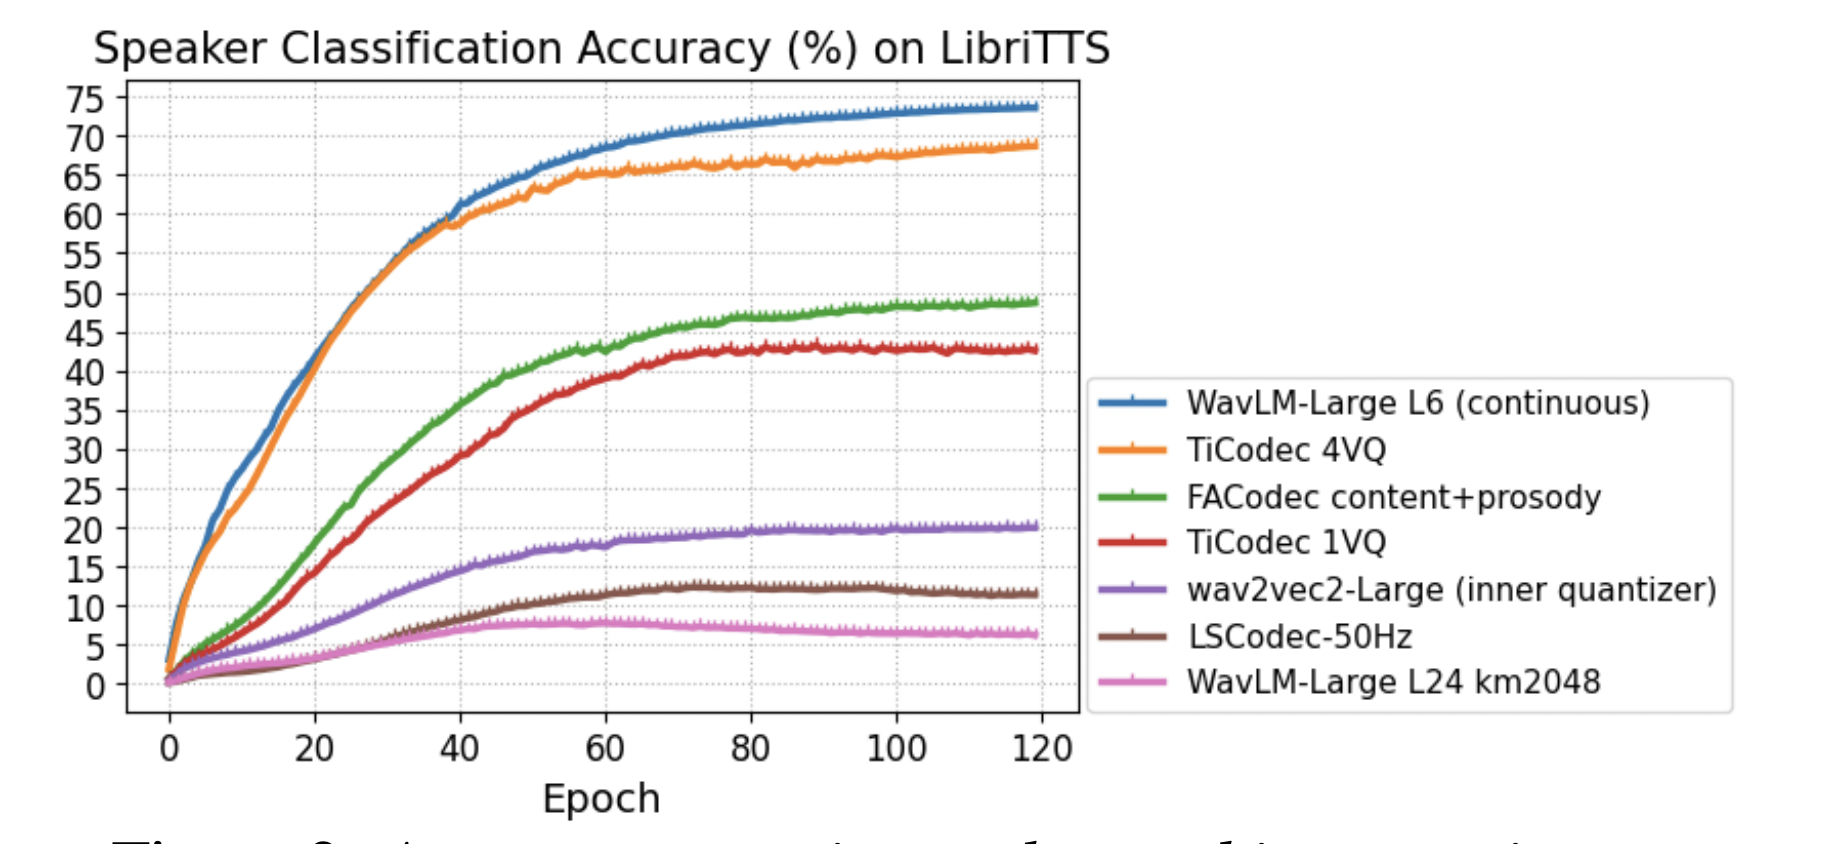 Speaker Classification Accuracy (%) on LibriTTS
75
70
65
60
55
50
45
40
35
30
25
20
15
10
5
0
0 20 40 60 80 100 120
Epoch
WavLM-Large L6 (continuous)
TiCodec 4VQ
FACodec content+prosody
TiCodec 1VQ
wav2vec2-Large (inner quantizer)
LSCodec-50Hz
WavLM-Large L24 km2048